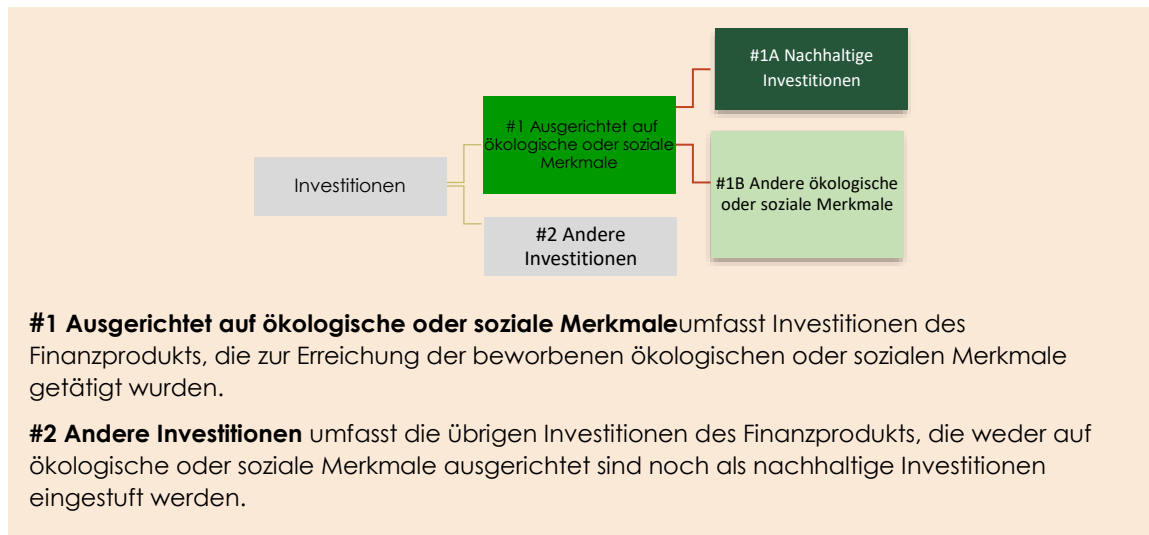 #1A Nachhaltige
Investitionen
#1 Ausgerichtet auf
ökologische oder soziale
Merkmale
Investitionen
#1B Andere ökologische
oder soziale Merkmale
#2 Andere
Investitionen
#1 Ausgerichtet auf ökologische oder soziale Merkmaleumfasst Investitionen des
Finanzprodukts, die zur Erreichung der beworbenen ökologischen oder sozialen Merkmale
getätigt wurden.
#2 Andere Investitionen umfasst die übrigen Investitionen des Finanzprodukts, die weder auf
ökologische oder soziale Merkmale ausgerichtet sind noch als nachhaltige Investitionen
eingestuft werden.